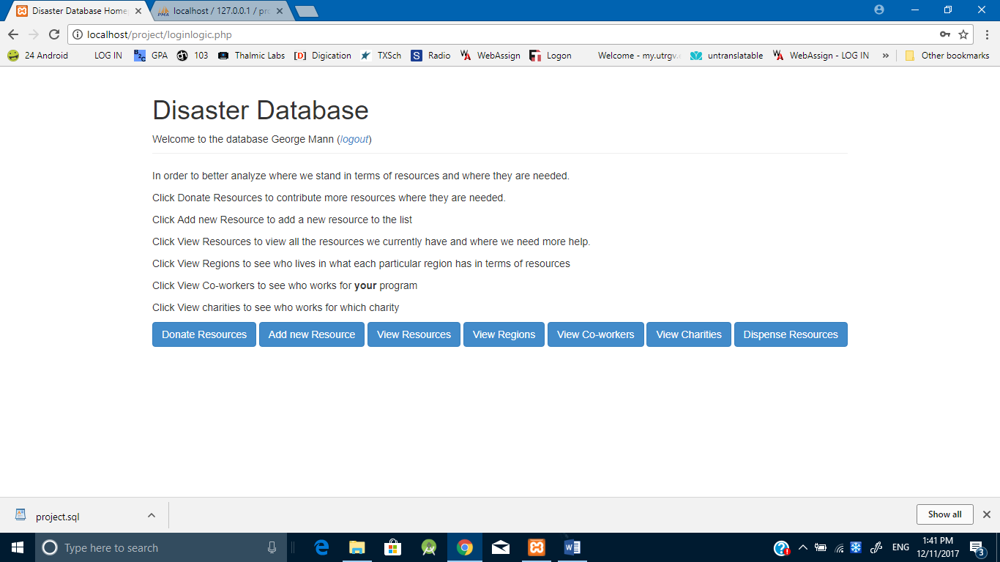 Disaster Database Home
localhost / 127.0.0.1 / pro
localhost/project/loginlogic.php
24 Android LOG IN B2C GPA 103 Thalmic Labs [D] Digication TXSch S Radio WebAssign Logon Welcome - my.utrgv. untranslatable WebAssign - LOG IN » Other bookmarks
Disaster Database
Welcome to the database George Mann (logout)
In order to better analyze where we stand in terms of resources and where they are needed.
Click Donate Resources to contribute more resources where they are needed.
Click Add new Resource to add a new resource to the list
Click View Resources to view all the resources we currently have and where we need more help.
Click View Regions to see who lives in what each particular region has in terms of resources
Click View Co-workers to see who works for your program
Click View charities to see who works for which charity
Donate Resources Add new Resource View Resources View Regions View Co-workers View Charities Dispense Resources
project.sql Show all
Type here to search
ENG
1:41 PM
12/11/2017
3